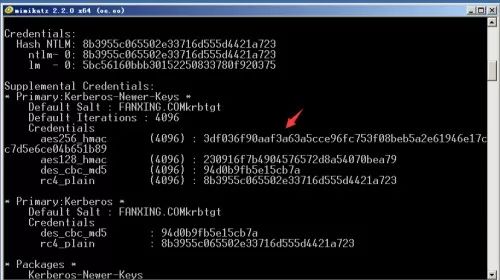 mimikatz 2.2.0 x64 (oe.eo)
Credentials:
Hash NTLM: 8b3955c065502e33716d555d4421a723
ntlm- 0: 8b3955c065502e33716d555d4421a723
lm - 0: 5bc56160bbb30152250833780f920375
Supplemental Credentials:
* Primary:Kerberos-Newer-Keys *
Default Salt : FANXING.COMkrbtgt
Default Iterations : 4096
Credentials
aes256_hmac (4096) : 3df036f90aaf3a63a5cce96fc753f08beb5a2e61946e17c
c7d5e6ce04b651b89
aes128_hmac (4096) : 230916f7b4904576572d8a54070bea79
des_cbc_md5 (4096) : 94d0b9fb5e15cb7a
rc4_plain (4096) : 8b3955c065502e33716d555d4421a723
* Primary:Kerberos *
Default Salt : FANXING.COMkrbtgt
Credentials
des_cbc_md5 : 94d0b9fb5e15cb7a
rc4_plain : 8b3955c065502e33716d555d4421a723
* Packages *
Kerberos-Newer-Keys